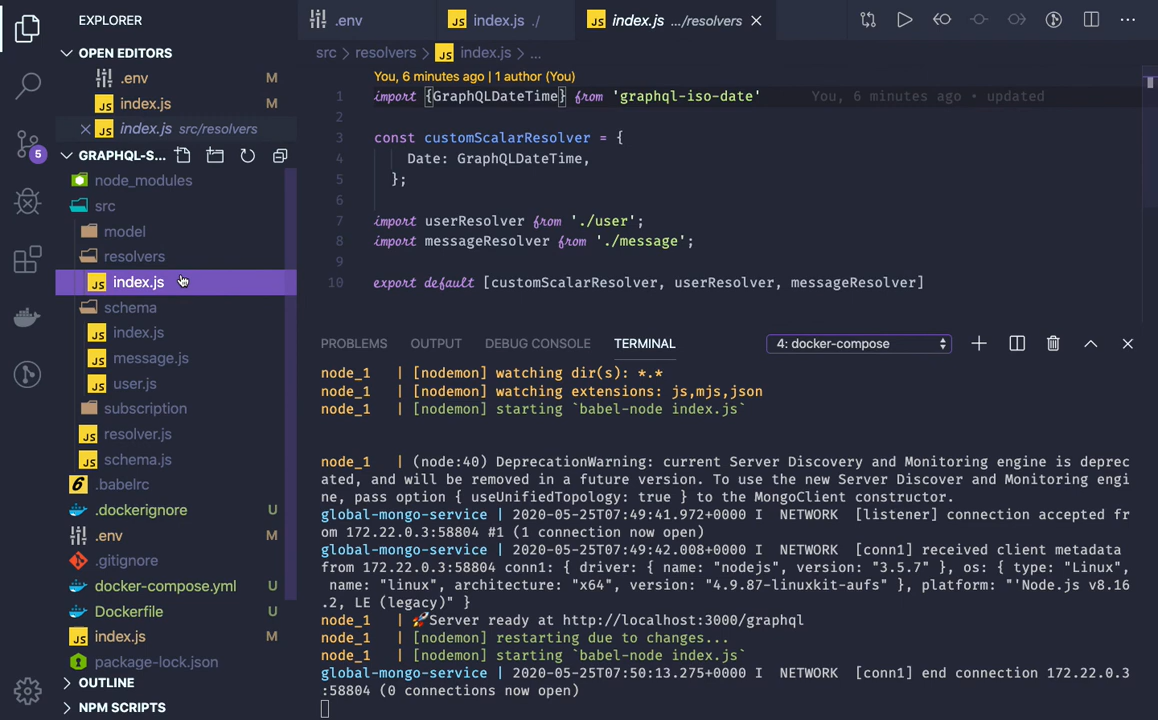 EXPLORER
OPEN EDITORS
.env M
JS index.js M
JS index.js src/resolvers
GRAPHQL-S...
node_modules
src
model
resolvers
JS index.js
schema
JS index.js
JS message.js
JS user.js
subscription
JS resolver.js
JS schema.js
6 .babelrc
.dockerignore U
.env M
.gitignore
docker-compose.yml U
Dockerfile U
JS index.js M
package-lock.json
OUTLINE
NPM SCRIPTS
5
.env
JS index.js ./
JS index.js .../resolvers
src > resolvers > JS index.js > ...
You, 6 minutes ago | 1 author (You)
1 import {GraphQLDateTime} from 'graphql-iso-date' You, 6 minutes ago • updated
2
3 const customScalarResolver = {
4 Date: GraphQLDateTime,
5 };
6
7 import userResolver from './user';
8 import messageResolver from './message';
9
10 export default [customScalarResolver, userResolver, messageResolver]
PROBLEMS OUTPUT DEBUG CONSOLE TERMINAL 4: docker-compose
node_1 | [nodemon] watching dir(s): *.*
node_1 | [nodemon] watching extensions: js,mjs,json
node_1 | [nodemon] starting `babel-node index.js`
node_1 | (node:40) DeprecationWarning: current Server Discovery and Monitoring engine is deprec
ated, and will be removed in a future version. To use the new Server Discover and Monitoring engi
ne, pass option { useUnifiedTopology: true } to the MongoClient constructor.
global-mongo-service | 2020-05-25T07:49:41.972+0000 I NETWORK [listener] connection accepted fr
om 172.22.0.3:58804 #1 (1 connection now open)
global-mongo-service | 2020-05-25T07:49:42.008+0000 I NETWORK [conn1] received client metadata
from 172.22.0.3:58804 conn1: { driver: { name: "nodejs", version: "3.5.7" }, os: { type: "Linux",
name: "linux", architecture: "x64", version: "4.9.87-linuxkit-aufs" }, platform: "'Node.js v8.16
.2, LE (legacy)" }
node_1 | 🚀Server ready at http://localhost:3000/graphql
node_1 | [nodemon] restarting due to changes...
node_1 | [nodemon] starting `babel-node index.js`
global-mongo-service | 2020-05-25T07:50:13.275+0000 I NETWORK [conn1] end connection 172.22.0.3
:58804 (0 connections now open)